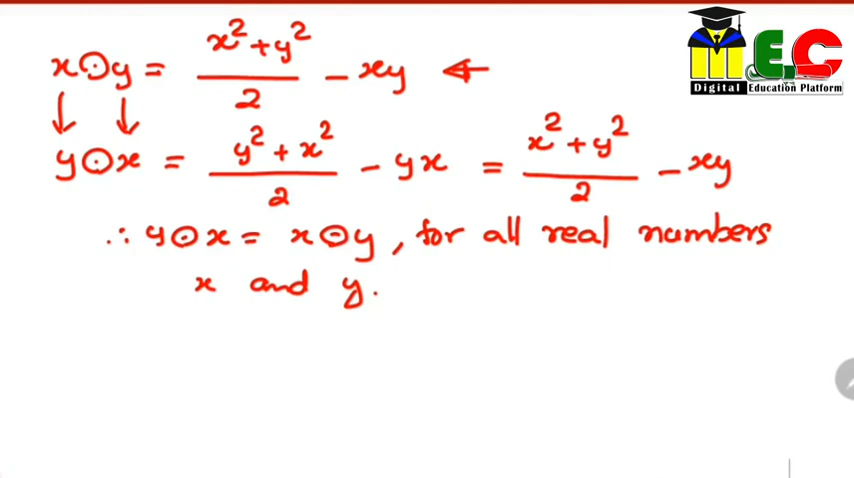 x⊙y = (x² + y²)/2 - xy ←
y⊙x = (y² + x²)/2 - yx = (x² + y²)/2 - xy
∴ y⊙x = x⊙y, for all real numbers
x and y.
MEC
Digital Education Platform